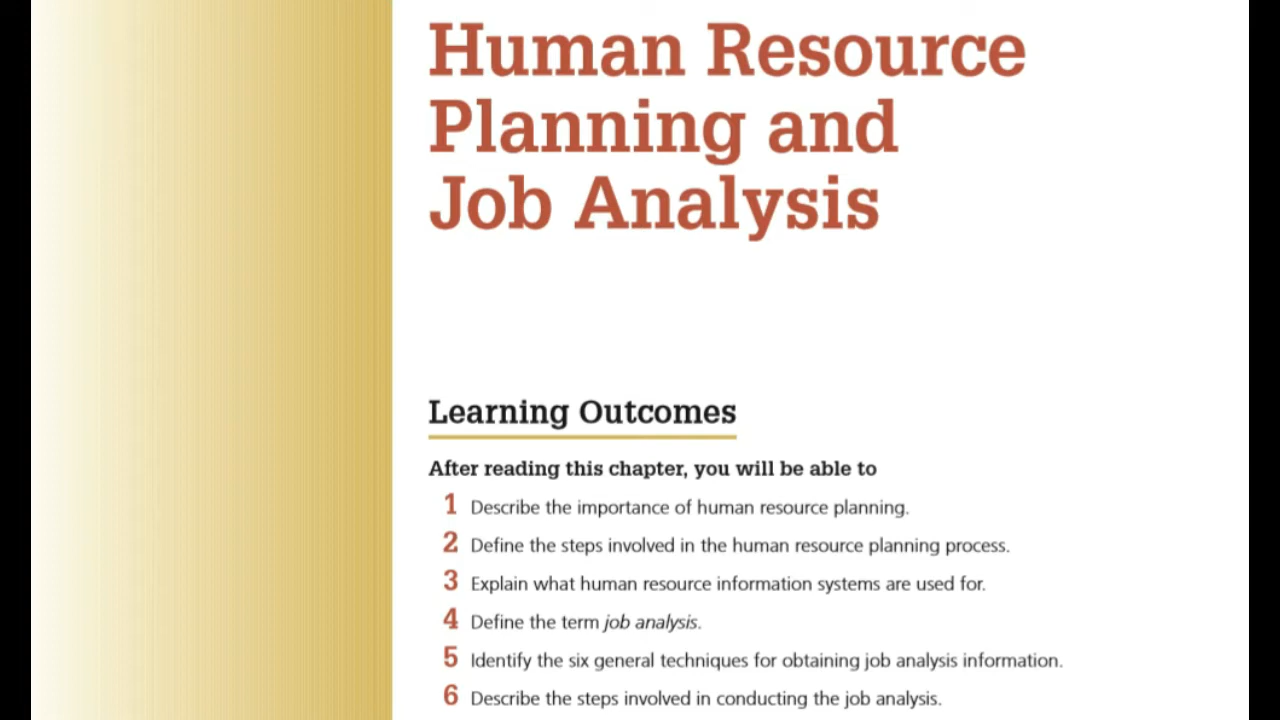 Human Resource
Planning and
Job Analysis
Learning Outcomes
After reading this chapter, you will be able to
1 Describe the importance of human resource planning.
2 Define the steps involved in the human resource planning process.
3 Explain what human resource information systems are used for.
4 Define the term job analysis.
5 Identify the six general techniques for obtaining job analysis information.
6 Describe the steps involved in conducting the job analysis.